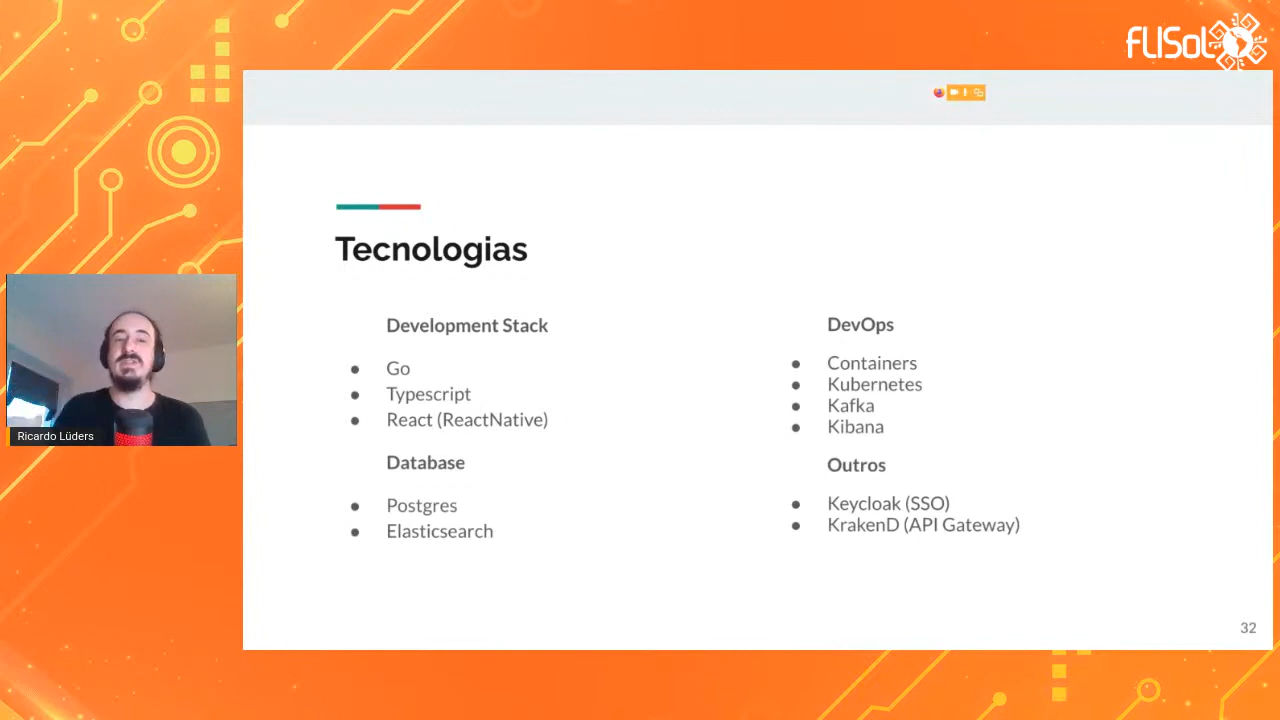 FLISoL
Tecnologias
Development Stack
Go
Typescript
React (ReactNative)
Database
Postgres
Elasticsearch
DevOps
Containers
Kubernetes
Kafka
Kibana
Outros
Keycloak (SSO)
KrakenD (API Gateway)
Ricardo Lüders
32